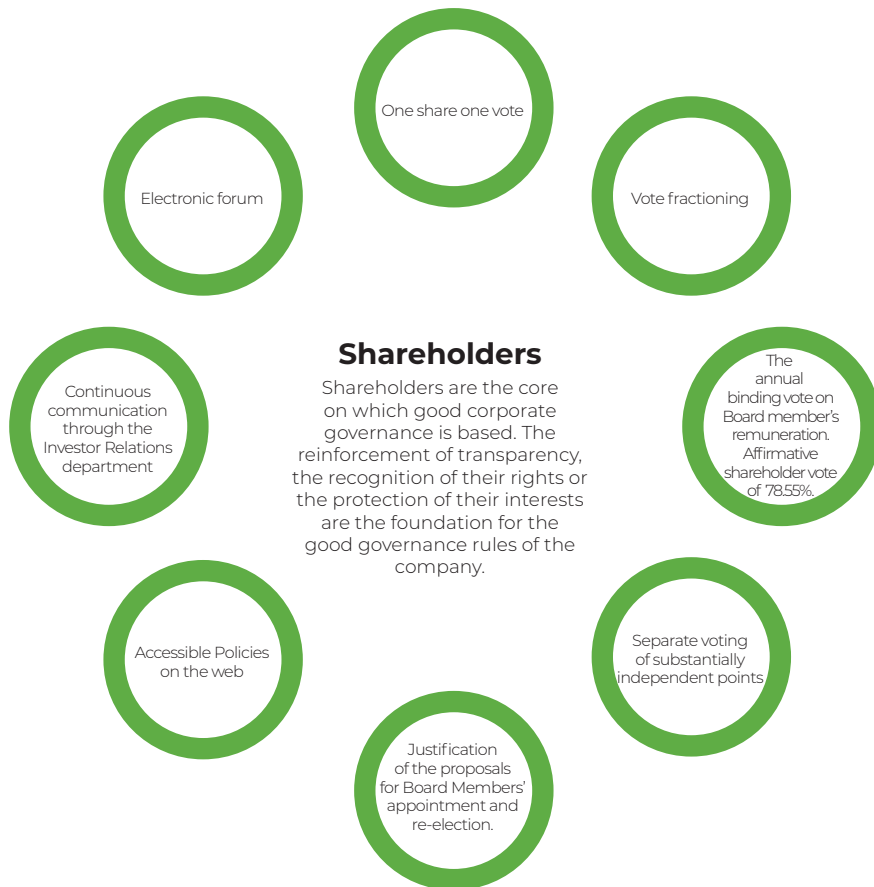 One share one vote
Electronic forum
Vote fractioning
Shareholders
Shareholders are the core
on which good corporate
governance is based. The
reinforcement of transparency,
the recognition of their rights or
the protection of their interests
are the foundation for the
good governance rules of the
company.
Continuous
communication
through the
Investor Relations
department
The
annual
binding vote on
Board member’s
remuneration.
Affirmative
shareholder vote
of 78.55%.
Accessible Policies
on the web
Separate voting
of substantially
independent points
Justification
of the proposals
for Board Members’
appointment and
re-election.